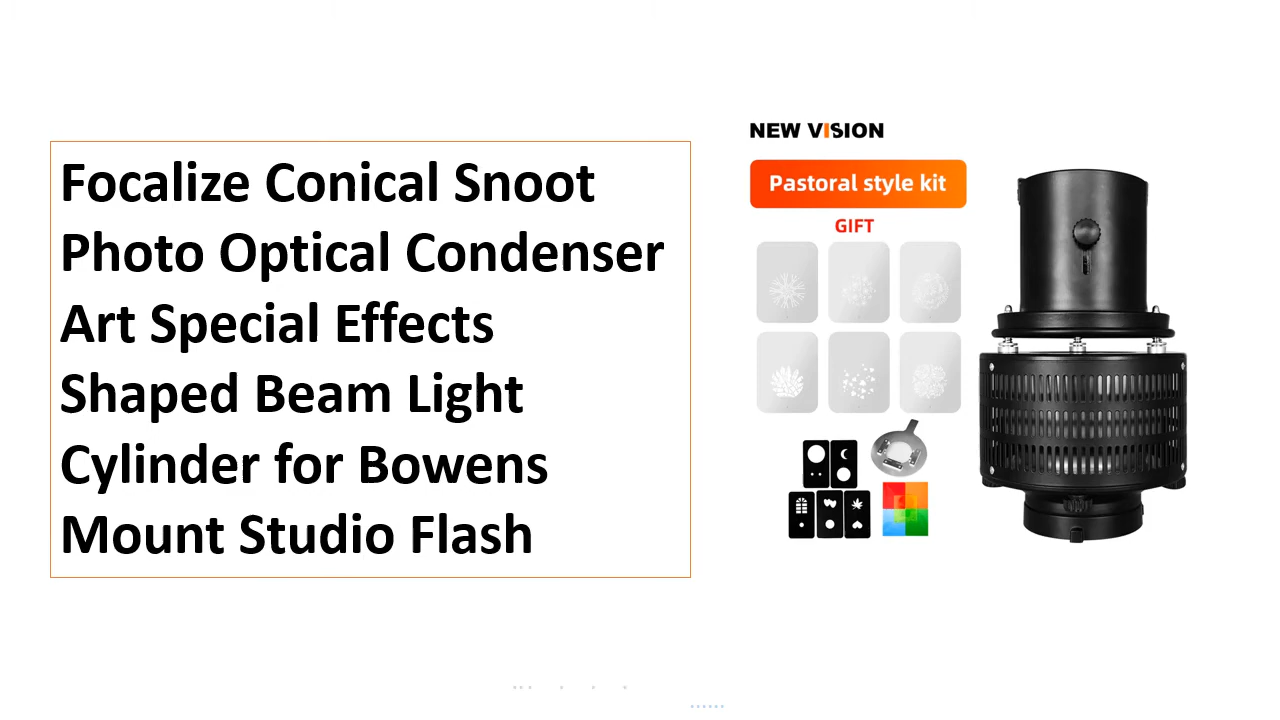 Focalize Conical Snoot
Photo Optical Condenser
Art Special Effects
Shaped Beam Light
Cylinder for Bowens
Mount Studio Flash
NEW VISION
Pastoral style kit
GIFT